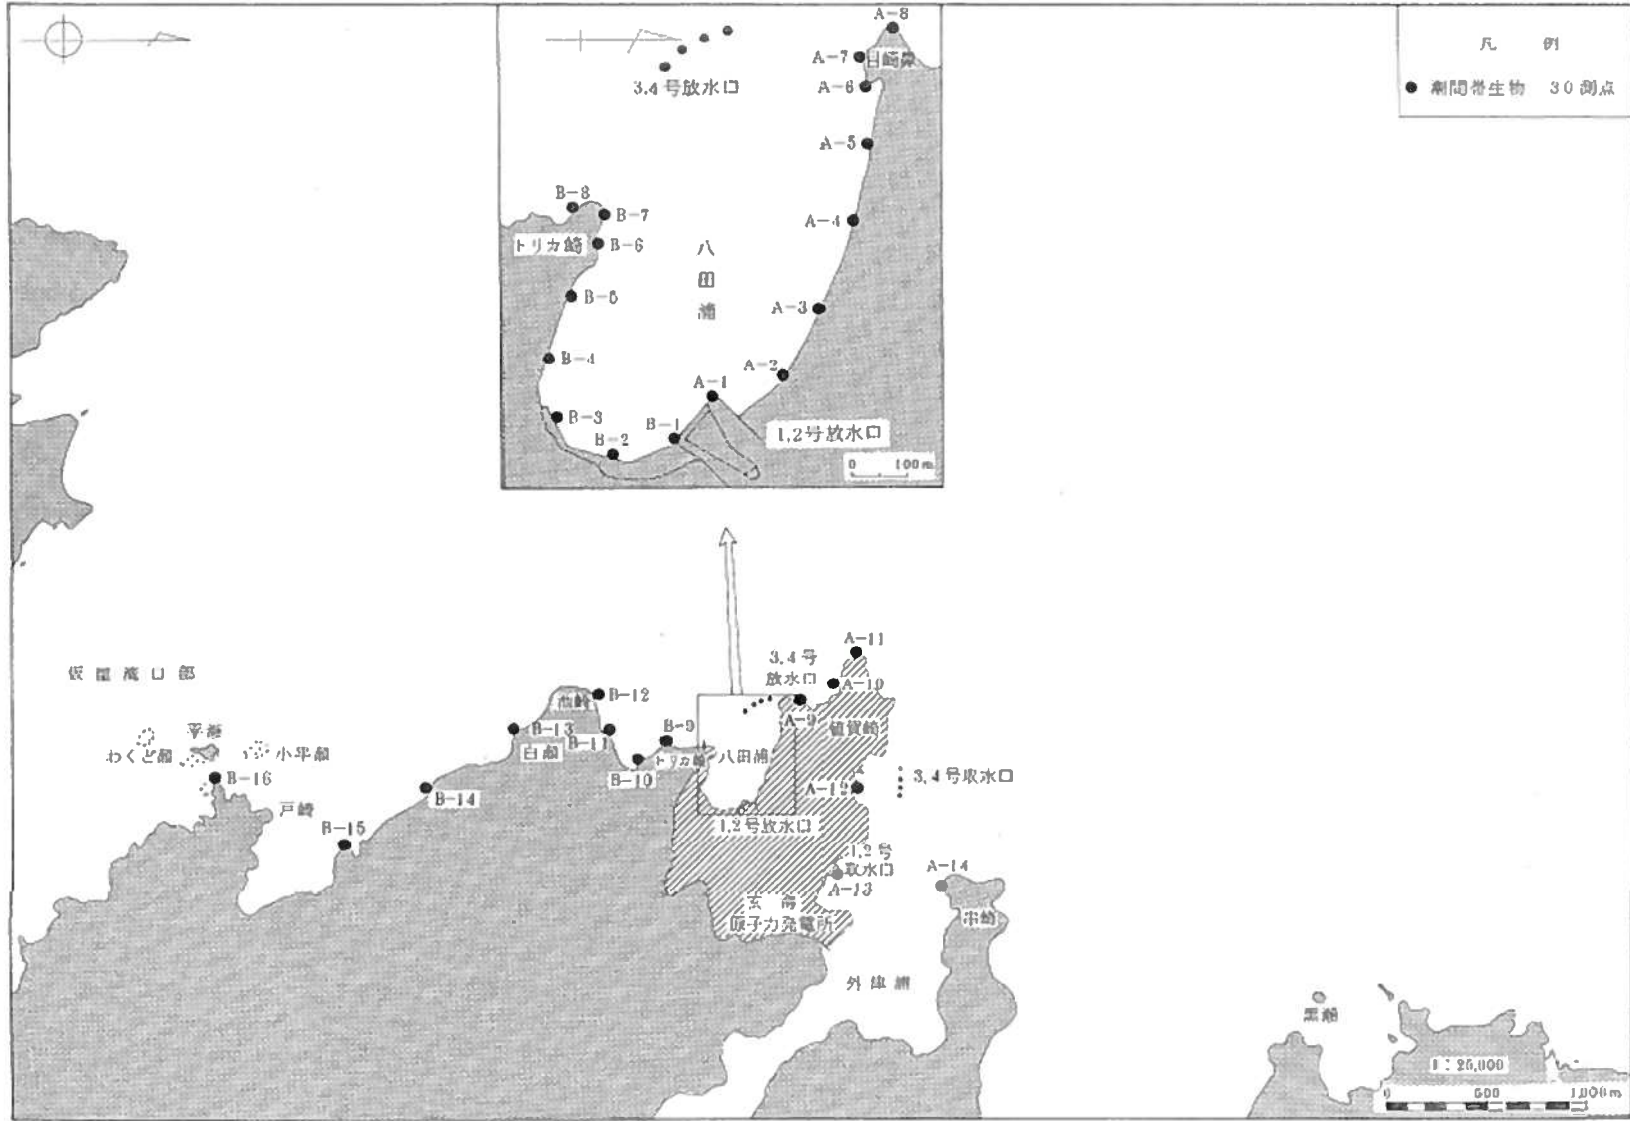 凡 例
潮間帯生物 30測点
A-8
A-7
A-6
A-5
A-4
A-3
A-2
A-1
3,4号放水口
B-8
B-7
トリカ崎
B-6
B-5
B-4
B-3
B-2
B-1
八
田
浦
1,2号放水口
0 100m
仮屋湾口部
平瀬
わくど瀬
小平瀬
B-16
戸崎
B-15
B-14
B-13
白瀬
B-12
B-11
B-10
B-9
トリカ崎
八田浦
3,4号
放水口
A-11
A-10
A-9
値賀崎
A-12
3,4号取水口
1,2号放水口
1,2号
取水口
A-13
A-14
串崎
玄海
原子力発電所
外津浦
黒瀬
1:25,000
0 500 1,000m